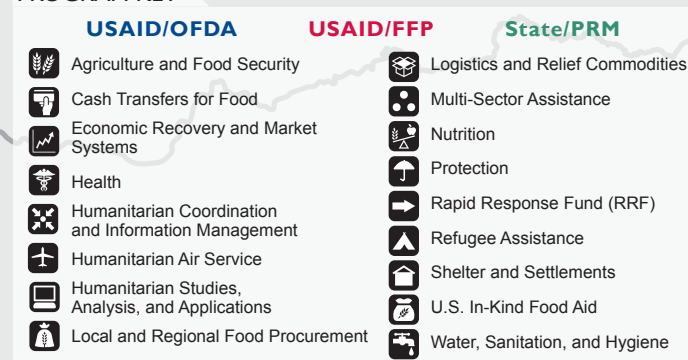 USAID/OFDA USAID/FFP State/PRM
Agriculture and Food Security
Cash Transfers for Food
Economic Recovery and Market
Systems
Health
Humanitarian Coordination
and Information Management
Humanitarian Air Service
Humanitarian Studies,
Analysis, and Applications
Local and Regional Food Procurement
Logistics and Relief Commodities
Multi-Sector Assistance
Nutrition
Protection
Rapid Response Fund (RRF)
Refugee Assistance
Shelter and Settlements
U.S. In-Kind Food Aid
Water, Sanitation, and Hygiene